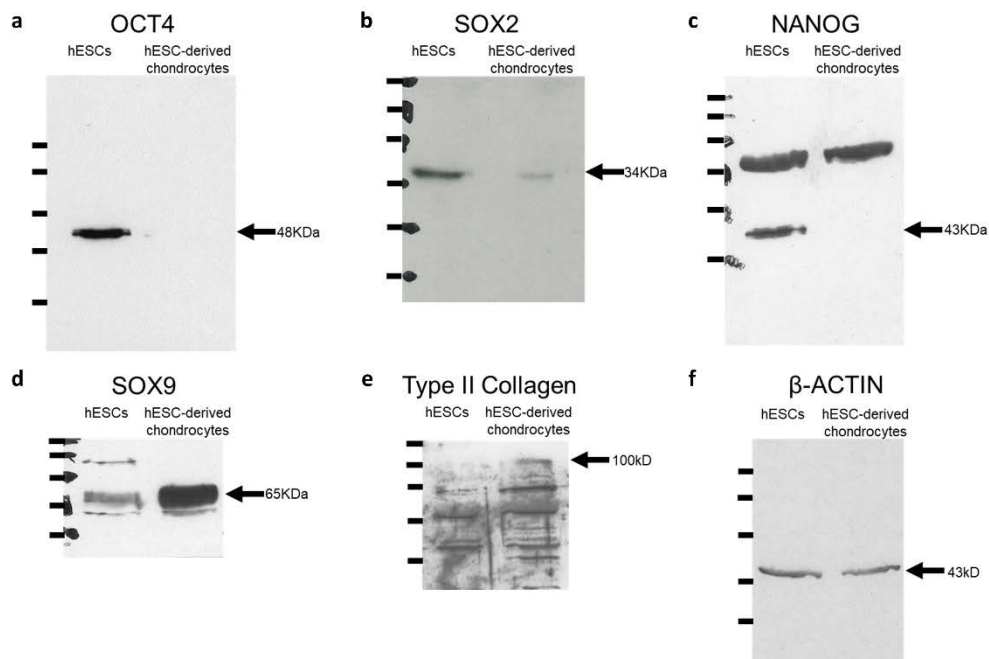 a
OCT4
hESCs
hESC-derived
chondrocytes
48KDa
b
SOX2
hESCs
hESC-derived
chondrocytes
34KDa
c
NANOG
hESCs
hESC-derived
chondrocytes
43KDa
d
SOX9
hESCs
hESC-derived
chondrocytes
65KDa
e
Type II Collagen
hESCs
hESC-derived
chondrocytes
100kD
f
β-ACTIN
hESCs
hESC-derived
chondrocytes
43kD